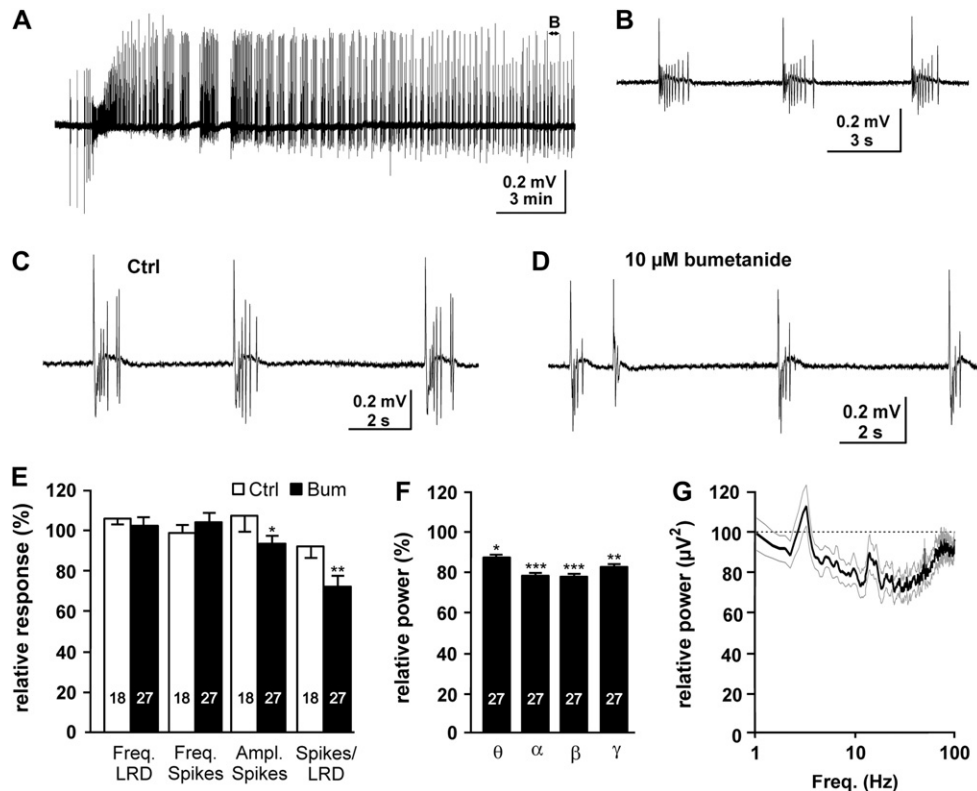 A
B
0.2 mV
3 min
B
0.2 mV
3 s
C
Ctrl
0.2 mV
2 s
D
10 µM bumetanide
0.2 mV
2 s
E
Ctrl
Bum
relative response (%)
120
100
80
60
40
20
0
*
**
18
27
18
27
18
27
18
27
Freq.
LRD
Freq.
Spikes
Ampl.
Spikes
Spikes/
LRD
F
relative power (%)
120
100
80
60
40
20
0
*
***
***
**
27
27
27
27
θ
α
β
γ
G
relative power (µV²)
120
100
80
60
40
20
0
1
10
100
Freq. (Hz)